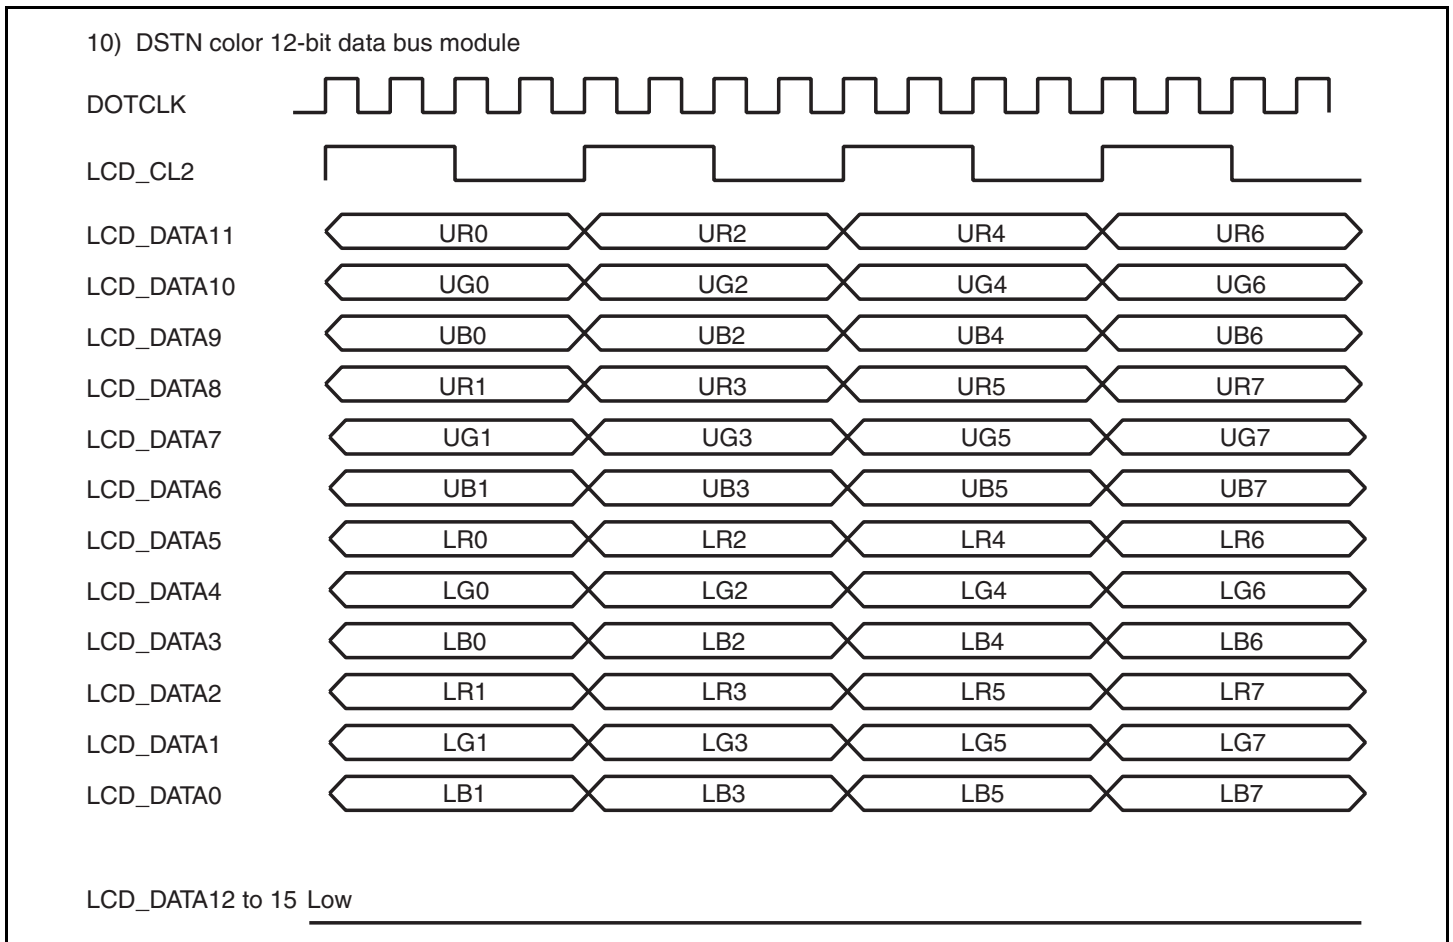 10) DSTN color 12-bit data bus module
DOTCLK
LCD_CL2
LCD_DATA11 UR0 UR2 UR4 UR6
LCD_DATA10 UG0 UG2 UG4 UG6
LCD_DATA9 UB0 UB2 UB4 UB6
LCD_DATA8 UR1 UR3 UR5 UR7
LCD_DATA7 UG1 UG3 UG5 UG7
LCD_DATA6 UB1 UB3 UB5 UB7
LCD_DATA5 LR0 LR2 LR4 LR6
LCD_DATA4 LG0 LG2 LG4 LG6
LCD_DATA3 LB0 LB2 LB4 LB6
LCD_DATA2 LR1 LR3 LR5 LR7
LCD_DATA1 LG1 LG3 LG5 LG7
LCD_DATA0 LB1 LB3 LB5 LB7
LCD_DATA12 to 15 Low